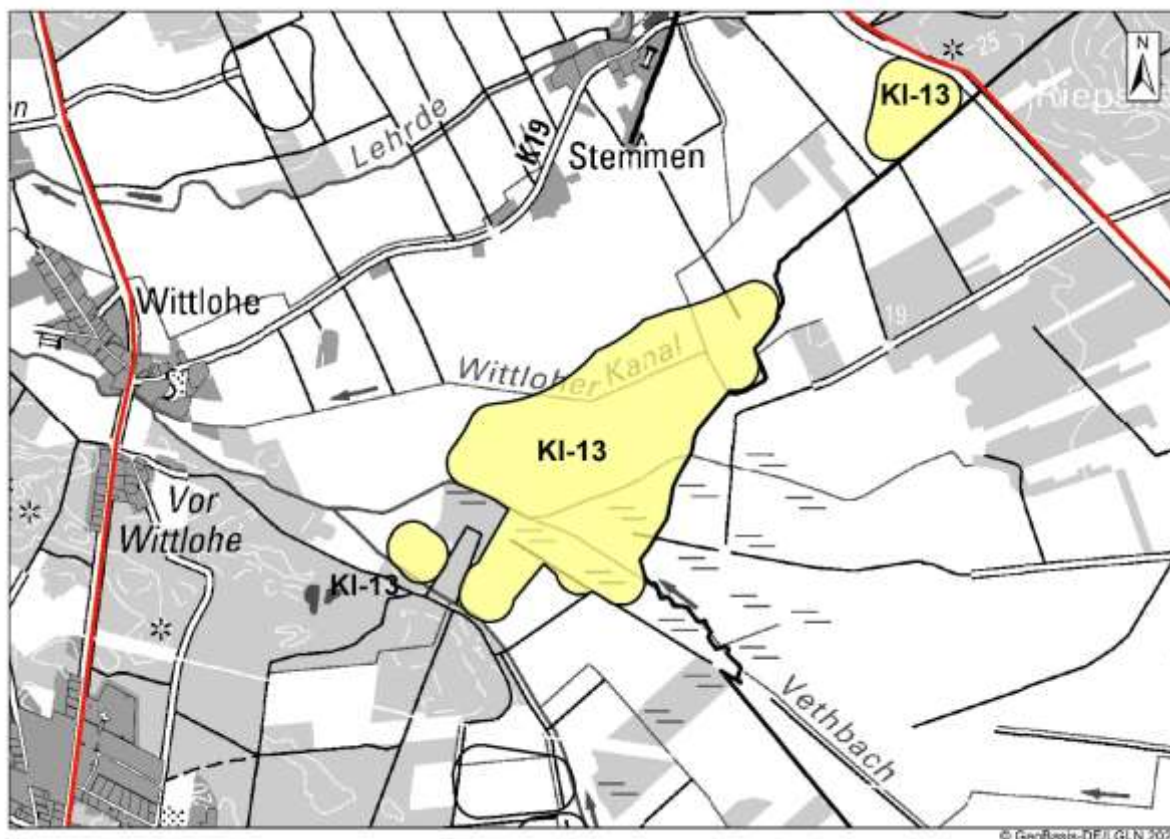 25
N
KI-13
Lehrde
K19
Stemmen
Wittlohe
19
Wittloher Kanal
KI-13
Vor
Wittlohe
KI-13
Vethbach